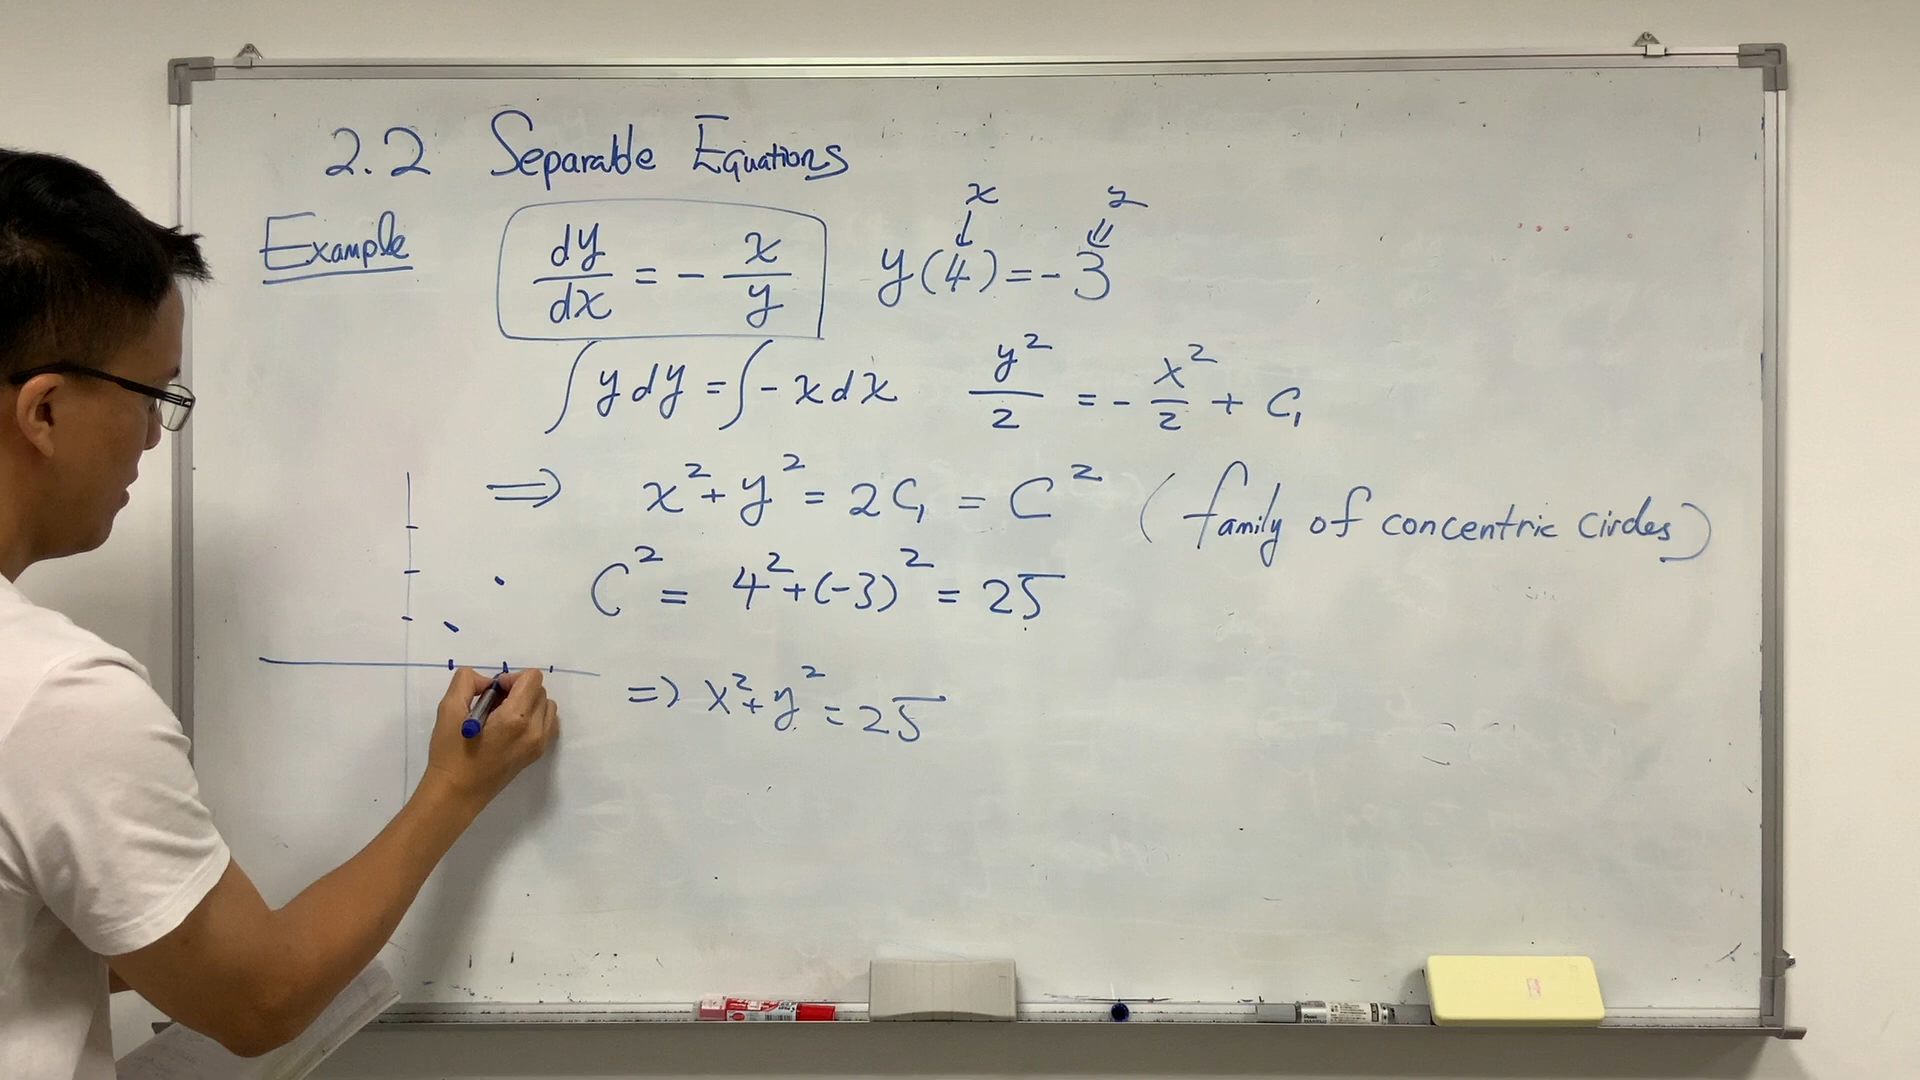 2.2 Separable Equations
x y
Example dy/dx = - x/y y(4) = -3
∫ y dy = ∫ - x dx y²/2 = - x²/2 + C₁
⇒ x² + y² = 2C₁ = C² (family of concentric circles)
C² = 4² + (-3)² = 25
⇒ x² + y² = 25